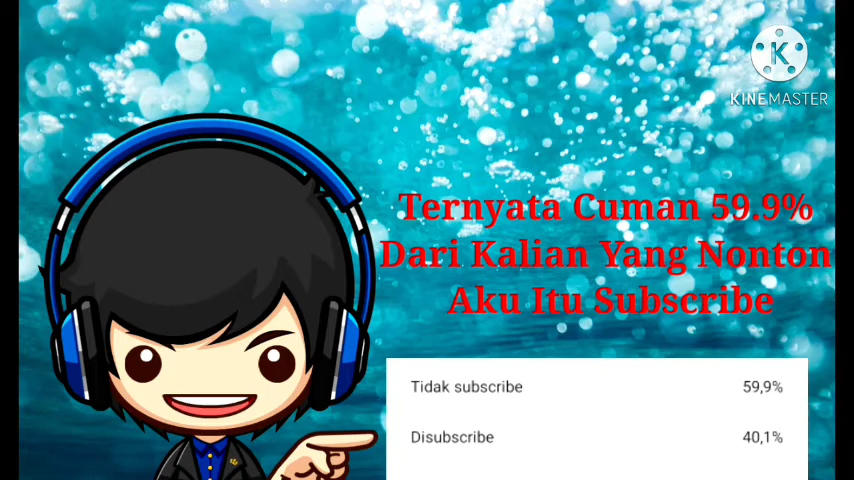 K
KINEMASTER
Ternyata Cuman 59.9%
Dari Kalian Yang Nonton
Aku Itu Subscribe
Tidak subscribe 59,9%
Disubscribe 40,1%